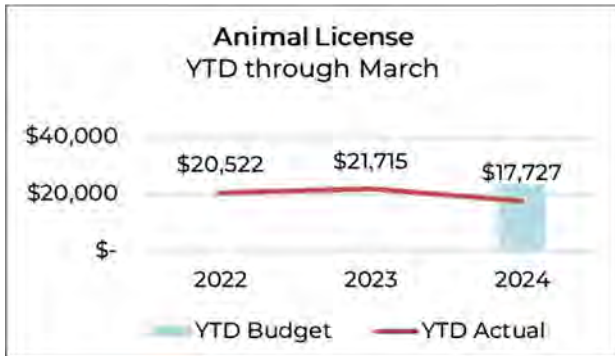 Animal License
YTD through March
$40,000
$20,522 $21,715 $17,727
$20,000
$-
2022 2023 2024
YTD Budget YTD Actual